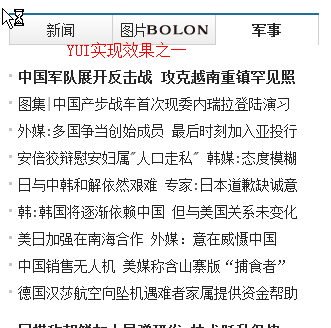 新闻 图片BOLON 军事
YUI实现效果之一
中国军队展开反击战 攻克越南重镇罕见照
图集|中国产步战车首次现委内瑞拉登陆演习
外媒:多国争当创始成员 最后时刻加入亚投行
安倍狡辩慰安妇属"人口走私" 韩媒:态度模糊
日与中韩和解依然艰难 专家:日本道歉缺诚意
韩:韩国将逐渐依赖中国 但与美国关系未变化
美日加强在南海合作 外媒：意在威慑中国
中国销售无人机 美媒称含山寨版“捕食者”
德国汉莎航空向坠机遇难者家属提供资金帮助